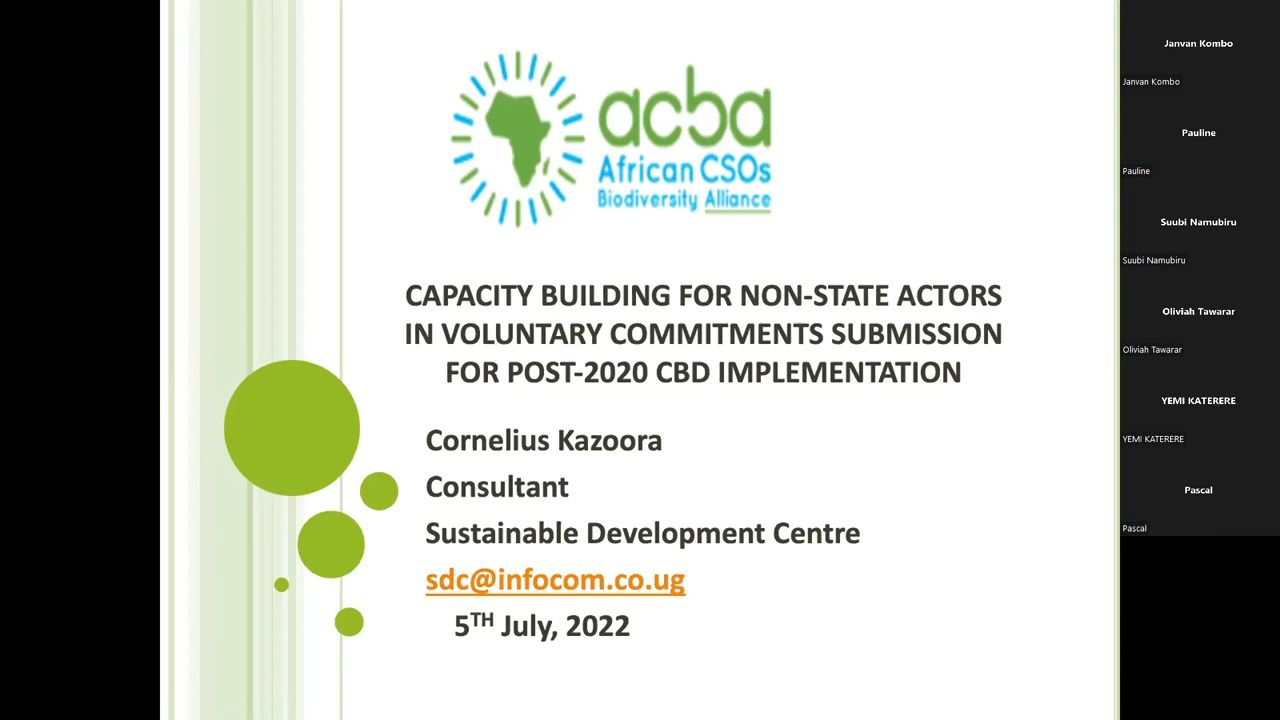 acba
African CSOs
Biodiversity Alliance
CAPACITY BUILDING FOR NON-STATE ACTORS
IN VOLUNTARY COMMITMENTS SUBMISSION
FOR POST-2020 CBD IMPLEMENTATION
Cornelius Kazoora
Consultant
Sustainable Development Centre
sdc@infocom.co.ug
5TH July, 2022
Janvan Kombo
Janvan Kombo
Pauline
Pauline
Suubi Namubiru
Suubi Namubiru
Oliviah Tawarar
Oliviah Tawarar
YEMI KATERERE
YEMI KATERERE
Pascal
Pascal